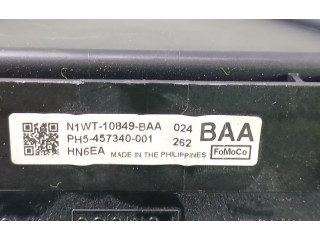 N1WT-10849-BAA 024
PH5-457340-001 262
HN6EA MADE IN THE PHILIPPINES
BAA
FoMoCo